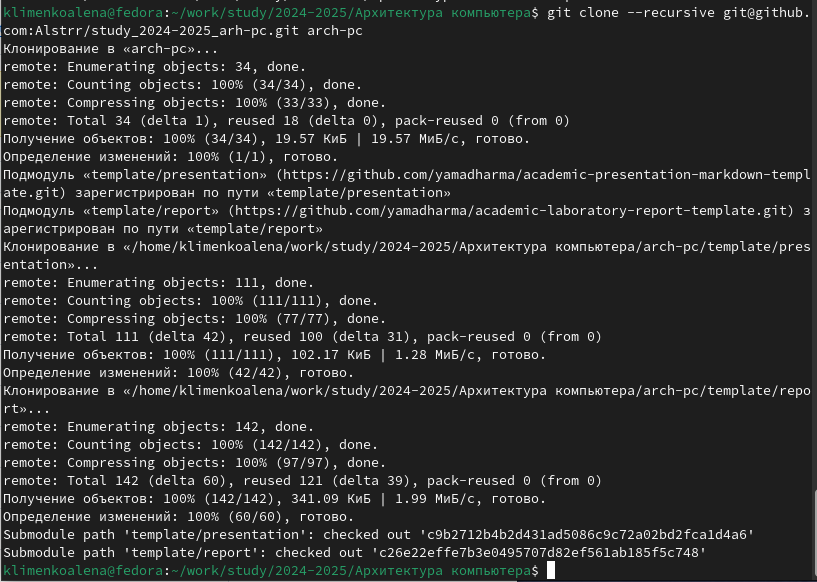 klimenkoalena@fedora:~/work/study/2024-2025/Архитектура компьютера$ git clone --recursive git@github.
com:Alstrr/study_2024-2025_arh-pc.git arch-pc
Клонирование в «arch-pc»...
remote: Enumerating objects: 34, done.
remote: Counting objects: 100% (34/34), done.
remote: Compressing objects: 100% (33/33), done.
remote: Total 34 (delta 1), reused 18 (delta 0), pack-reused 0 (from 0)
Получение объектов: 100% (34/34), 19.57 КиБ | 19.57 МиБ/с, готово.
Определение изменений: 100% (1/1), готово.
Подмодуль «template/presentation» (https://github.com/yamadharma/academic-presentation-markdown-templ
ate.git) зарегистрирован по пути «template/presentation»
Подмодуль «template/report» (https://github.com/yamadharma/academic-laboratory-report-template.git) з
арегистрирован по пути «template/report»
Клонирование в «/home/klimenkoalena/work/study/2024-2025/Архитектура компьютера/arch-pc/template/pres
entation»...
remote: Enumerating objects: 111, done.
remote: Counting objects: 100% (111/111), done.
remote: Compressing objects: 100% (77/77), done.
remote: Total 111 (delta 42), reused 100 (delta 31), pack-reused 0 (from 0)
Получение объектов: 100% (111/111), 102.17 КиБ | 1.28 МиБ/с, готово.
Определение изменений: 100% (42/42), готово.
Клонирование в «/home/klimenkoalena/work/study/2024-2025/Архитектура компьютера/arch-pc/template/repo
rt»...
remote: Enumerating objects: 142, done.
remote: Counting objects: 100% (142/142), done.
remote: Compressing objects: 100% (97/97), done.
remote: Total 142 (delta 60), reused 121 (delta 39), pack-reused 0 (from 0)
Получение объектов: 100% (142/142), 341.09 КиБ | 1.99 МиБ/с, готово.
Определение изменений: 100% (60/60), готово.
Submodule path 'template/presentation': checked out 'c9b2712b4b2d431ad5086c9c72a02bd2fca1d4a6'
Submodule path 'template/report': checked out 'c26e22effe7b3e0495707d82ef561ab185f5c748'
klimenkoalena@fedora:~/work/study/2024-2025/Архитектура компьютера$